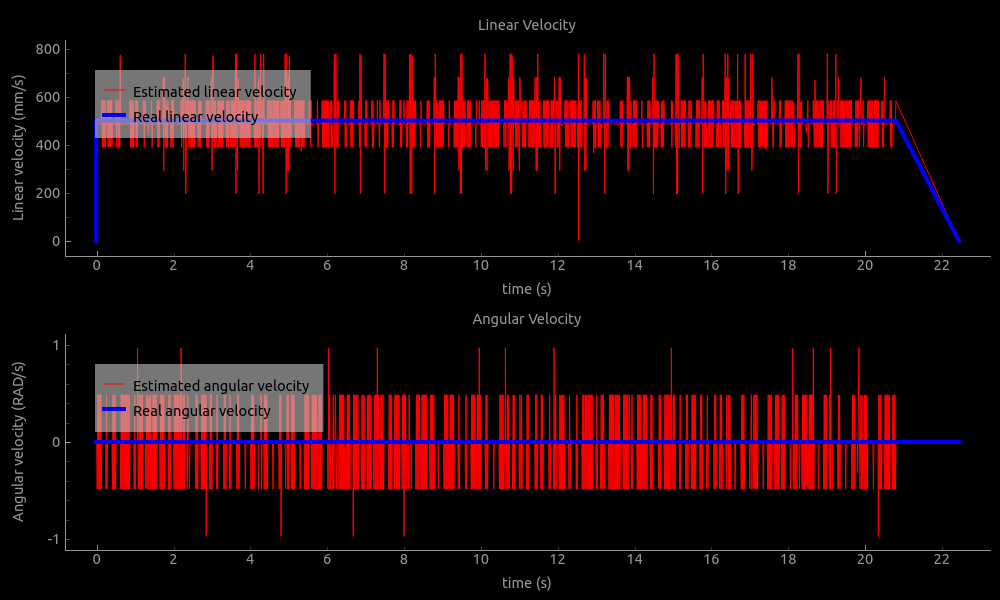 Linear Velocity
800
600
400
200
0
Linear velocity (mm/s)
Estimated linear velocity
Real linear velocity
0 2 4 6 8 10 12 14 16 18 20 22
time (s)
Angular Velocity
1
0
-1
Angular velocity (RAD/s)
Estimated angular velocity
Real angular velocity
0 2 4 6 8 10 12 14 16 18 20 22
time (s)